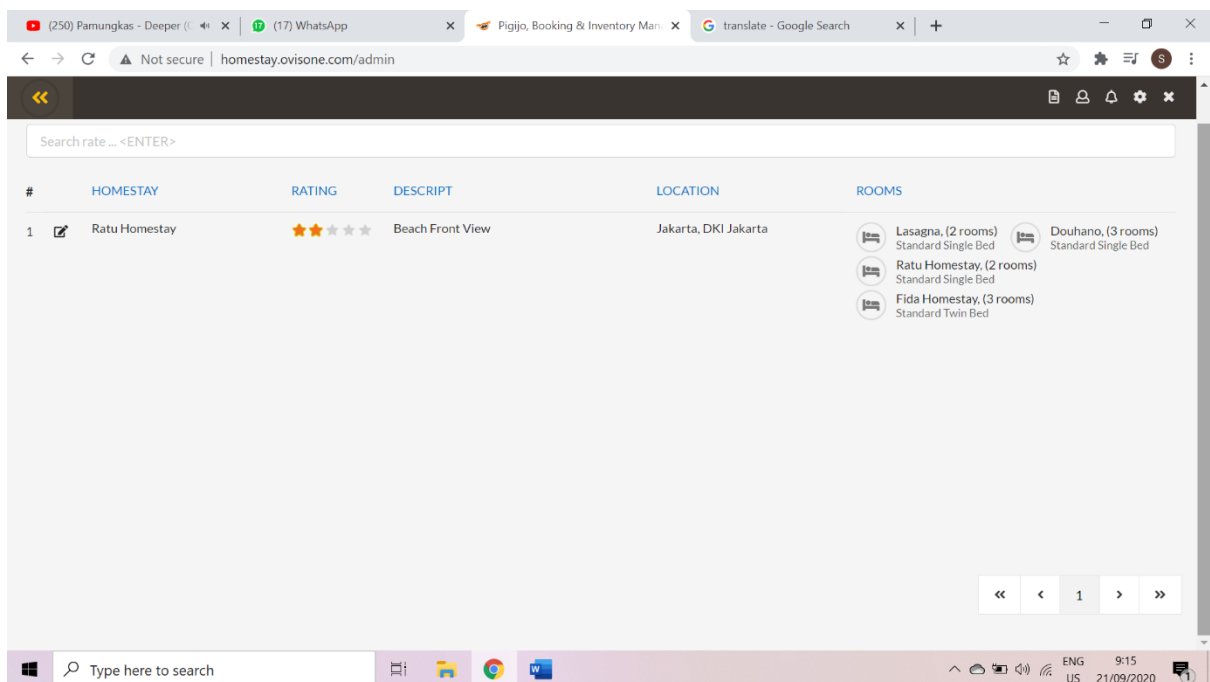 (250) Pamungkas - Deeper (
(17) WhatsApp
Pigijo, Booking & Inventory Man
translate - Google Search
Not secure | homestay.ovisone.com/admin
S
Search rate ... <ENTER>
# HOMESTAY RATING DESCRIPT LOCATION ROOMS
1 Ratu Homestay Beach Front View Jakarta, DKI Jakarta
Lasagna, (2 rooms) Douhano, (3 rooms)
Standard Single Bed Standard Single Bed
Ratu Homestay, (2 rooms)
Standard Single Bed
Fida Homestay, (3 rooms)
Standard Twin Bed
« ‹ 1 › »
Type here to search
W
ENG 9:15
US 21/09/2020
1